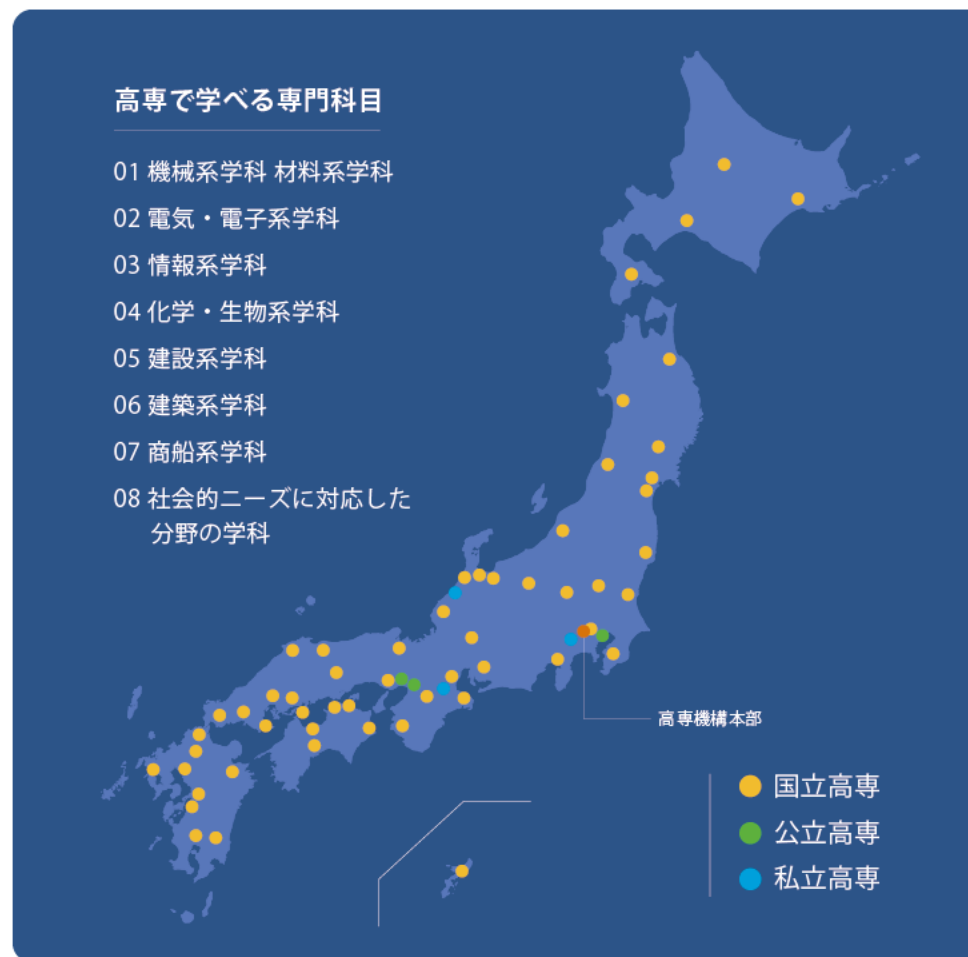 高専で学べる専門科目
01 機械系学科 材料系学科
02 電気・電子系学科
03 情報系学科
04 化学・生物系学科
05 建設系学科
06 建築系学科
07 商船系学科
08 社会的ニーズに対応した
分野の学科
高専機構本部
国立高専
公立高専
私立高専